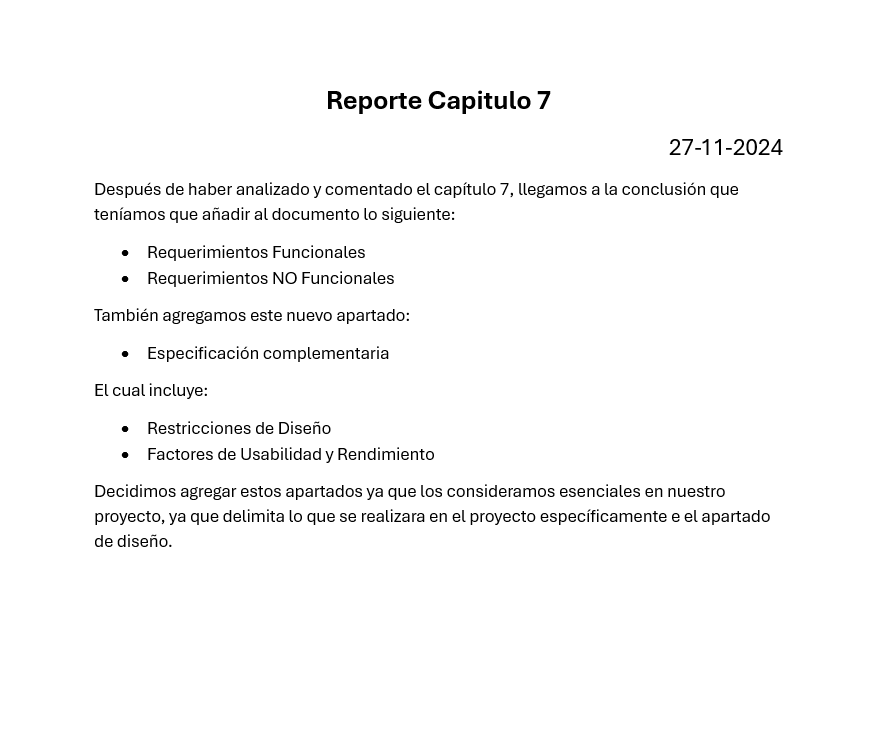 Reporte Capitulo 7
27-11-2024
Después de haber analizado y comentado el capítulo 7, llegamos a la conclusión que
teníamos que añadir al documento lo siguiente:
• Requerimientos Funcionales
• Requerimientos NO Funcionales
También agregamos este nuevo apartado:
• Especificación complementaria
El cual incluye:
• Restricciones de Diseño
• Factores de Usabilidad y Rendimiento
Decidimos agregar estos apartados ya que los consideramos esenciales en nuestro
proyecto, ya que delimita lo que se realizara en el proyecto específicamente e el apartado
de diseño.